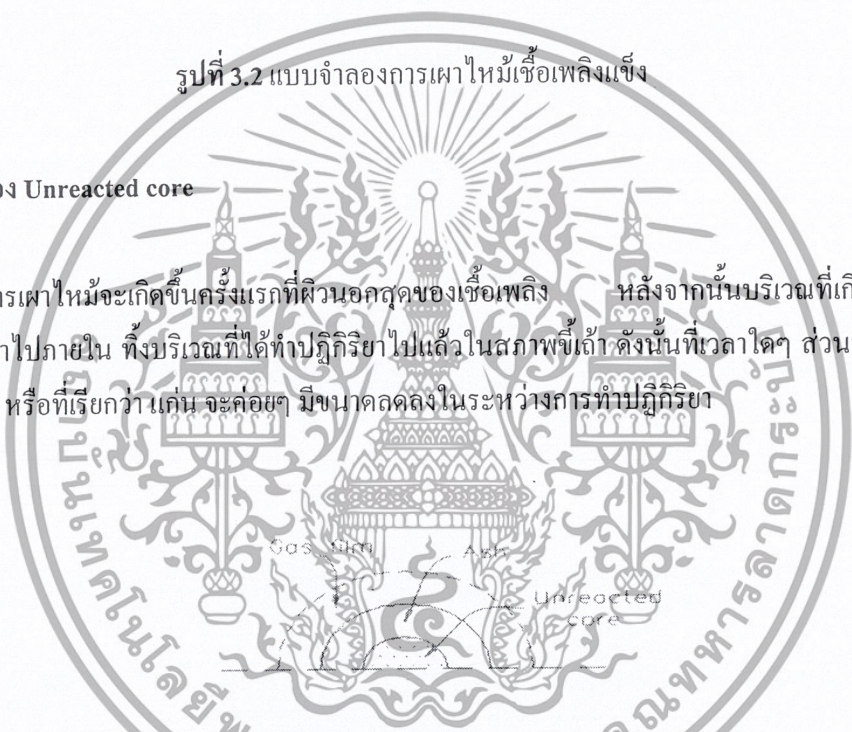 รูปที่ 3.2 แบบจำลองการเผาไหม้เชื้อเพลิงแข็ง
Unreacted core
เผาไหม้จะเกิดขึ้นครั้งแรกที่ผิวนอกสุดของเชื้อเพลิง หลังจากนั้นบริเวณที่
ไปภายใน ทิ้งบริเวณที่ได้ทำปฏิกิริยาไปแล้วในสภาพขี้เถ้า ดังนั้นที่เวลาใดๆ ส่วน
หรือที่เรียกว่า แก่น จะค่อยๆ มีขนาดลดลงในระหว่างการทำปฏิกิริยา
Gas film
Ash
Unreacted
core